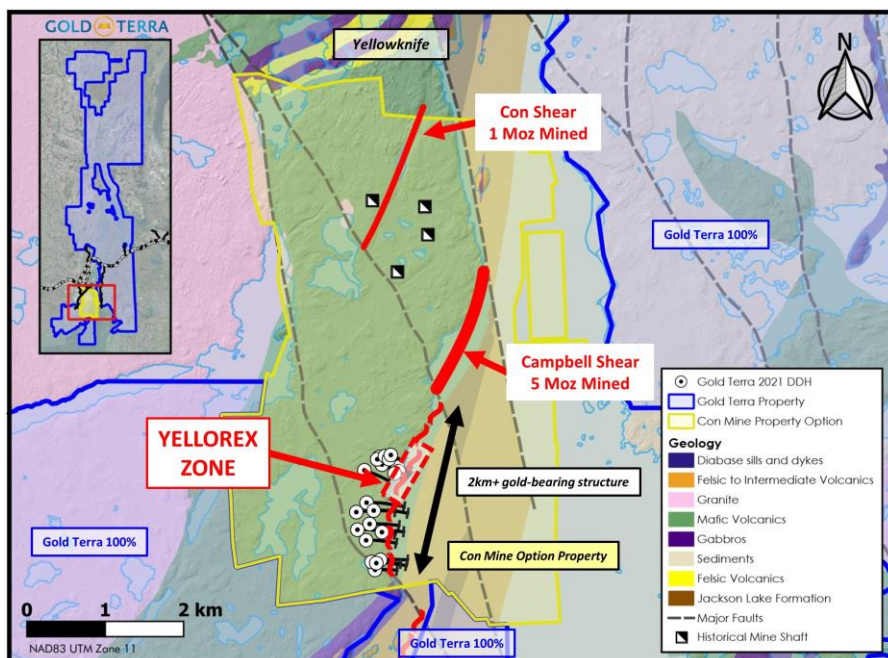 GOLD TERRA
Yellowknife
N
Con Shear
1 Moz Mined
Gold Terra 100%
Campbell Shear
5 Moz Mined
YELLOREX
ZONE
2km+ gold-bearing structure
Con Mine Option Property
Gold Terra 100%
Gold Terra 100%
0 1 2 km
NAD83 UTM Zone 11
Gold Terra 2021 DDH
Gold Terra Property
Con Mine Property Option
Geology
Diabase sills and dykes
Felsic to Intermediate Volcanics
Granite
Mafic Volcanics
Gabbros
Sediments
Felsic Volcanics
Jackson Lake Formation
Major Faults
Historical Mine Shaft